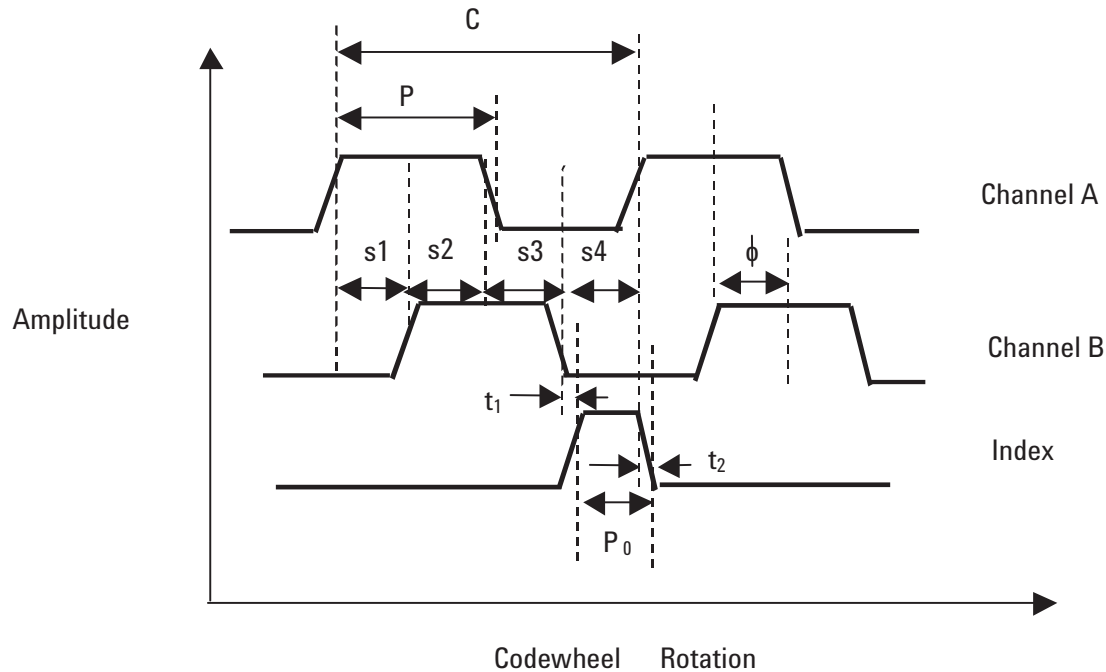 C
P
Channel A
s1 s2 s3 s4 ϕ
Amplitude
Channel B
t₁
Index
t₂
P₀
Codewheel Rotation